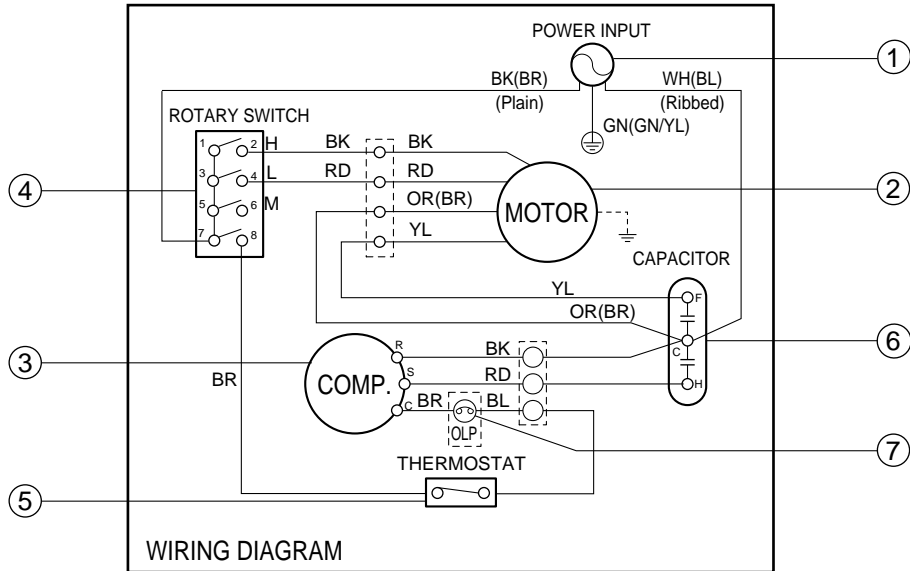 POWER INPUT
1
BK(BR)
(Plain)
WH(BL)
(Ribbed)
GN(GN/YL)
ROTARY SWITCH
1 2 H
BK
BK
3 4 L
RD
RD
4
5 6 M
OR(BR)
MOTOR
2
7 8
YL
CAPACITOR
YL
F
OR(BR)
6
C
3
COMP.
R
BK
S
RD
H
BR
C
BR
BL
OLP
7
THERMOSTAT
5
WIRING DIAGRAM